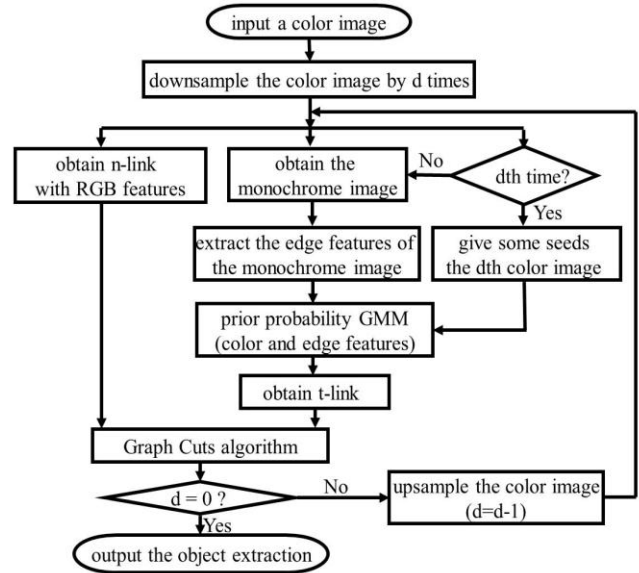 input a color image
downsample the color image by d times
obtain n-link
with RGB features
obtain the
monochrome image
No
dth time?
Yes
extract the edge features of
the monochrome image
give some seeds
the dth color image
prior probability GMM
(color and edge features)
obtain t-link
Graph Cuts algorithm
d = 0 ?
No
upsample the color image
(d=d-1)
Yes
output the object extraction